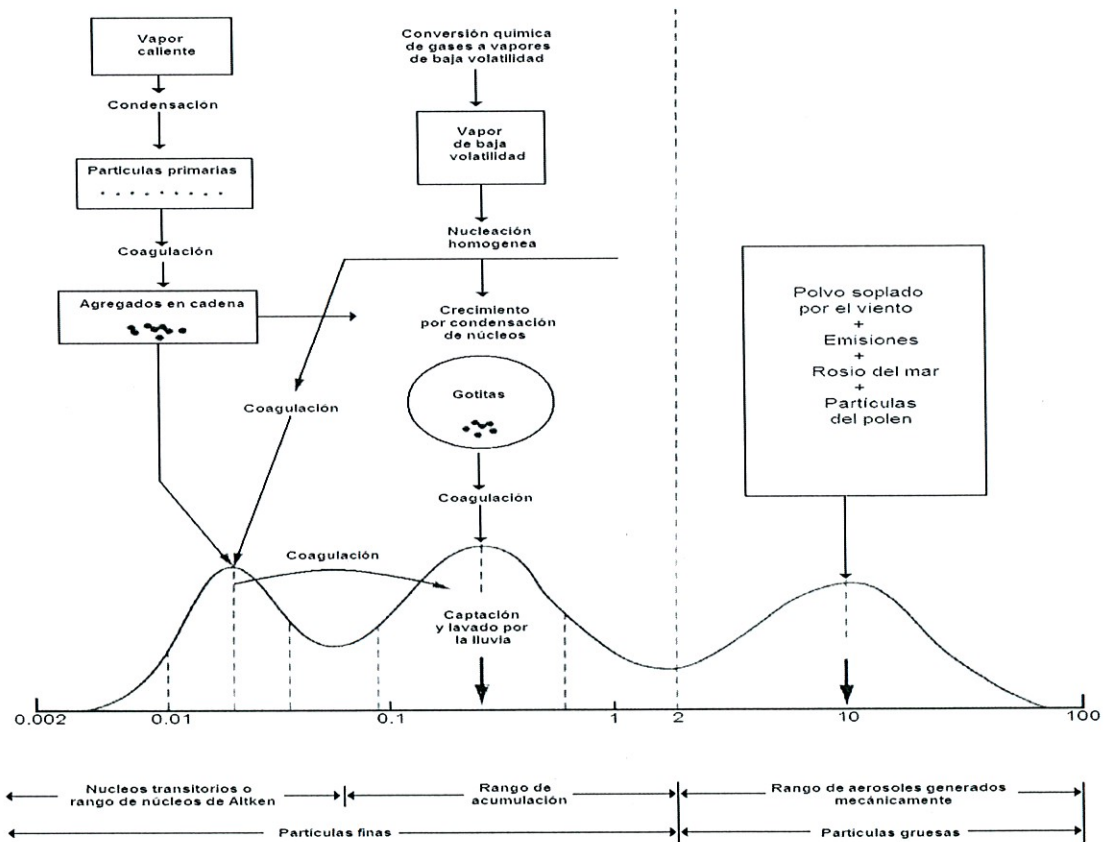 Vapor
caliente
Condensación
Particulas primarias
Coagulación
Agregados en cadena
Conversión quimica
de gases a vapores
de baja volatilidad
Vapor
de baja
volatilidad
Nucleación
homogenea
Crecimiento
por condensación
de núcleos
Coagulación
Gotitas
Coagulación
Polvo soplado
por el viento
+
Emisiones
+
Rosio del mar
+
Partículas
del polen
Coagulación
Captación
y lavado por
la lluvia
0.002 0.01 0.1 1 2 10 100
Nucleos transitorios o
rango de núcleos de Aitken
Rango de
acumulación
Rango de aerosoles generados
mecánicamente
Partículas finas
Partículas gruesas